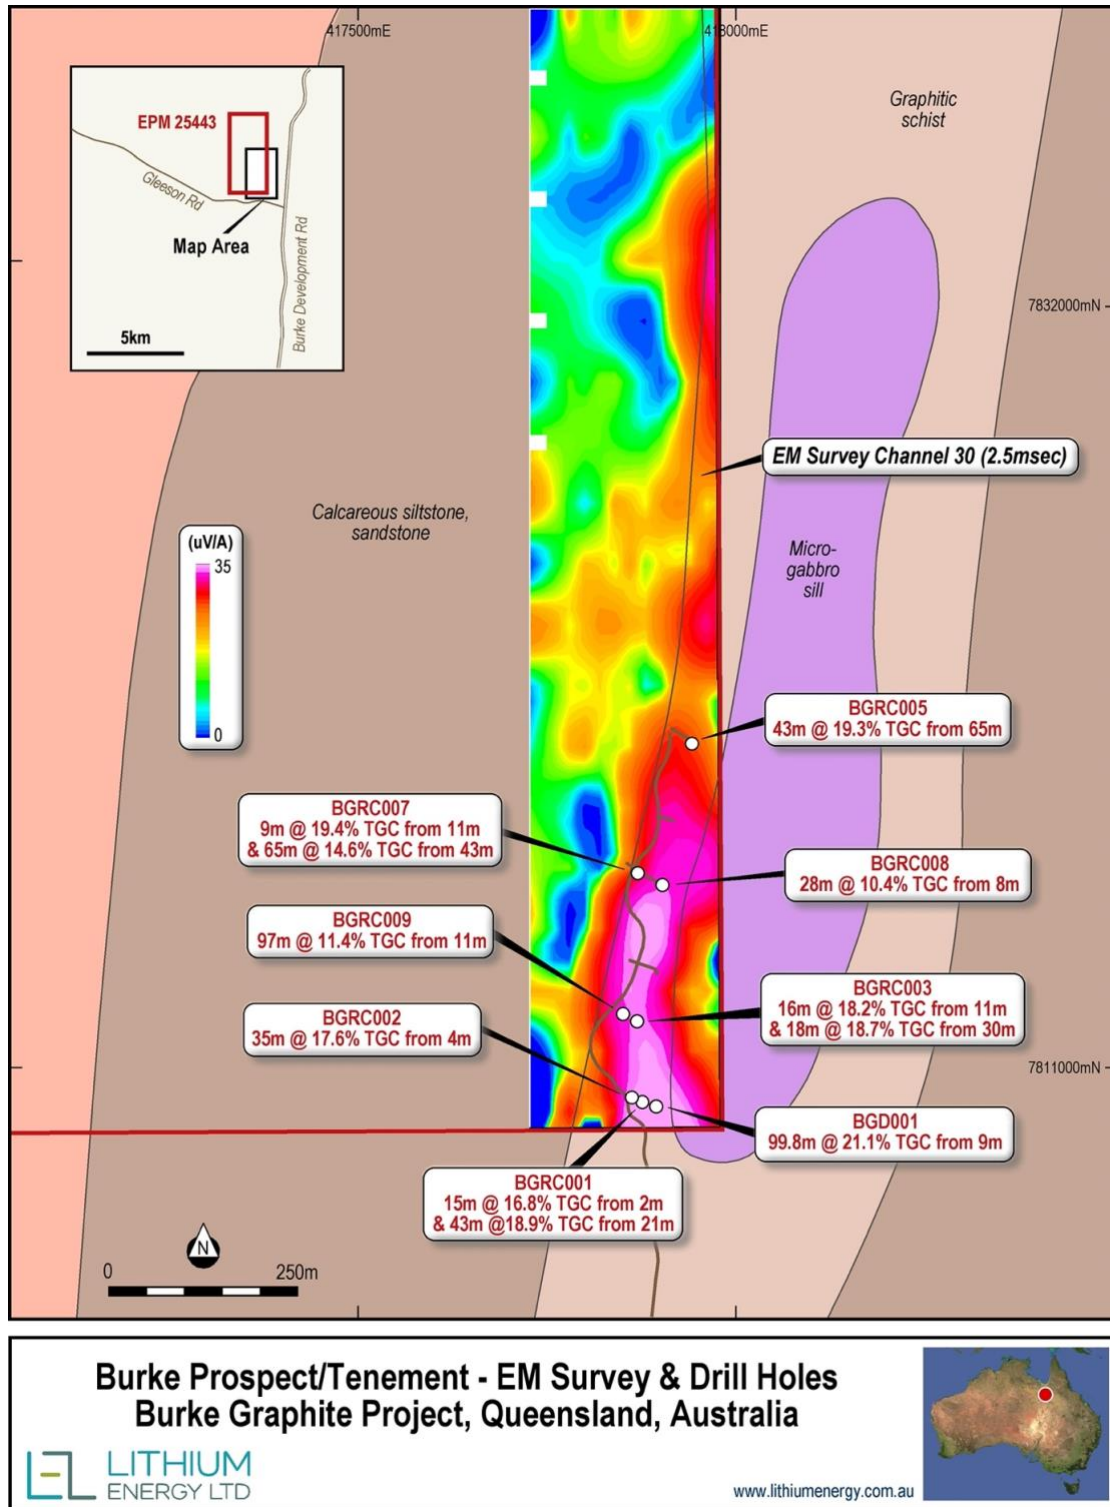 417500mE
418000mE
Graphitic
schist
EPM 25443
Gleeson Rd
Map Area
Burke Development Rd
5km
7832000mN
EM Survey Channel 30 (2.5msec)
Calcareous siltstone,
sandstone
(uV/A)
35
0
Micro-
gabbro
sill
BGRC005
43m @ 19.3% TGC from 65m
BGRC007
9m @ 19.4% TGC from 11m
& 65m @ 14.6% TGC from 43m
BGRC008
28m @ 10.4% TGC from 8m
BGRC009
97m @ 11.4% TGC from 11m
BGRC003
16m @ 18.2% TGC from 11m
& 18m @ 18.7% TGC from 30m
BGRC002
35m @ 17.6% TGC from 4m
7811000mN
BGD001
99.8m @ 21.1% TGC from 9m
BGRC001
15m @ 16.8% TGC from 2m
& 43m @18.9% TGC from 21m
N
0
250m
Burke Prospect/Tenement - EM Survey & Drill Holes
Burke Graphite Project, Queensland, Australia
LITHIUM
ENERGY LTD
www.lithiumenergy.com.au